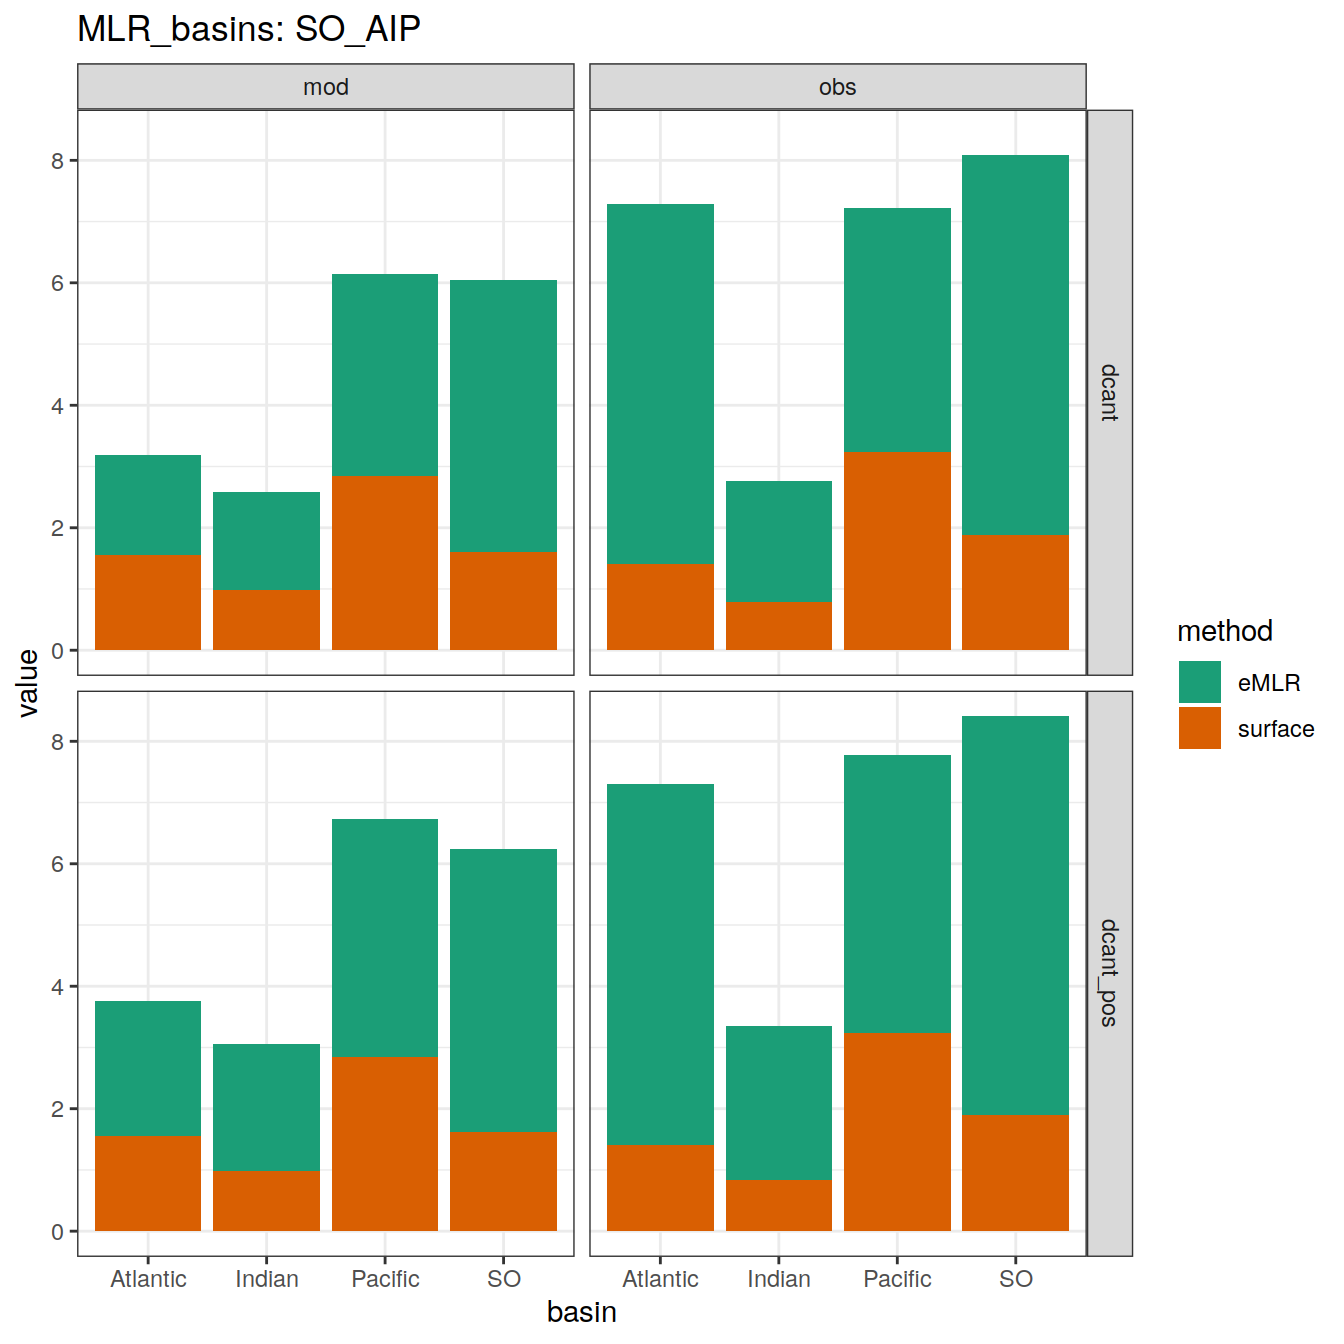 MLR_basins: SO_AIP
mod
obs
8
6
4
2
0
dcant
8
6
4
2
0
dcant_pos
value
Atlantic Indian Pacific SO
Atlantic Indian Pacific SO
basin
method
eMLR
surface